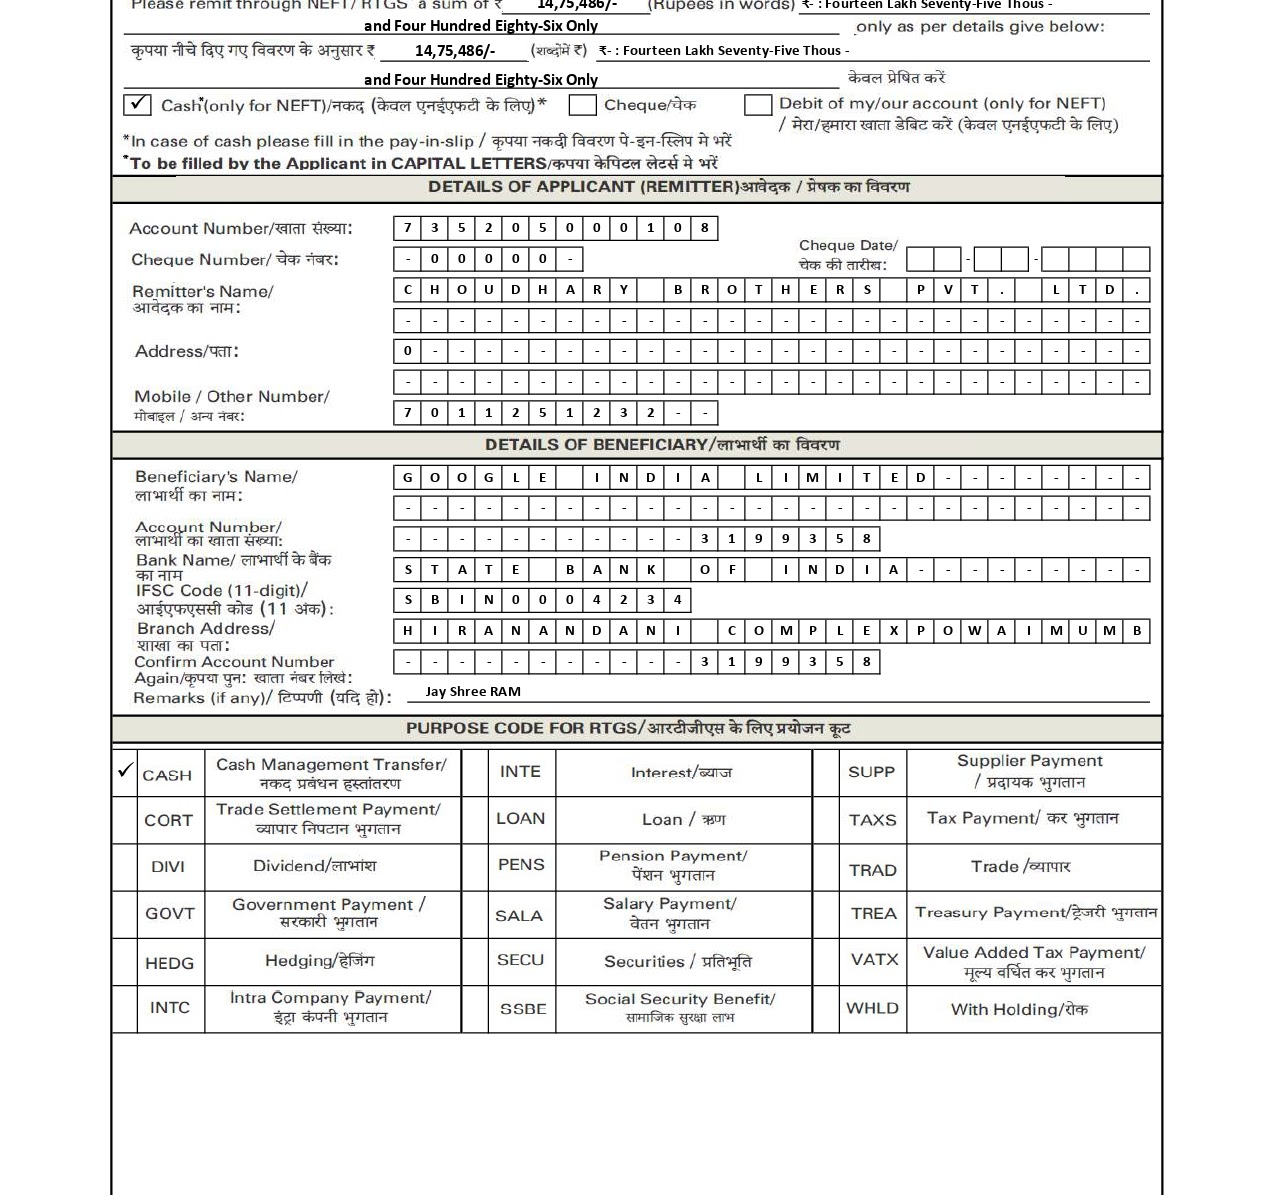 Please remit through NEFT/ RTGS* a sum of ₹ 14,75,486/- (Rupees in words) ₹- : Fourteen Lakh Seventy-Five Thous -
and Four Hundred Eighty-Six Only only as per details give below:
कृपया नीचे दिए गए विवरण के अनुसार ₹ 14,75,486/- (शब्दोंमें ₹) ₹- : Fourteen Lakh Seventy-Five Thous -
and Four Hundred Eighty-Six Only केवल प्रेषित करें
✓ Cash*(only for NEFT)/नकद (केवल एनईएफटी के लिए)* Cheque/चेक Debit of my/our account (only for NEFT)
/ मेरा/हमारा खाता डेबिट करें (केवल एनईएफटी के लिए)
*In case of cash please fill in the pay-in-slip / कृपया नकदी विवरण पे-इन-स्लिप मे भरें
*To be filled by the Applicant in CAPITAL LETTERS/कपया केपिटल लेटर्स मे भरें
DETAILS OF APPLICANT (REMITTER)आवेदक / प्रेषक का विवरण
Account Number/खाता संख्या: 7 3 5 2 0 5 0 0 0 1 0 8
Cheque Number/ चेक नंबर: - 0 0 0 0 0 - Cheque Date/
चेक की तारीख: - -
Remitter's Name/ C H O U D H A R Y B R O T H E R S P V T . L T D .
आवेदक का नाम: - - - - - - - - - - - - - - - - - - - - - - - - - - - -
Address/पता: 0 - - - - - - - - - - - - - - - - - - - - - - - - - - -
- - - - - - - - - - - - - - - - - - - - - - - - - - - -
Mobile / Other Number/
मोबाइल / अन्य नंबर: 7 0 1 1 2 5 1 2 3 2 - -
DETAILS OF BENEFICIARY/लाभार्थी का विवरण
Beneficiary's Name/ G O O G L E I N D I A L I M I T E D - - - - - - - -
लाभार्थी का नाम: - - - - - - - - - - - - - - - - - - - - - - - - - - - -
Account Number/
लाभार्थी का खाता संख्या: - - - - - - - - - - - 3 1 9 9 3 5 8
Bank Name/ लाभार्थी के बैंक
का नाम S T A T E B A N K O F I N D I A - - - - - - - - -
IFSC Code (11-digit)/
आईएफएससी कोड (11 अंक): S B I N 0 0 0 4 2 3 4
Branch Address/ H I R A N A N D A N I C O M P L E X P O W A I M U M B
शाखा का पता:
Confirm Account Number - - - - - - - - - - - 3 1 9 9 3 5 8
Again/कृपया पुन: खाता नंबर लिखें:
Remarks (if any)/ टिप्पणी (यदि हो): Jay Shree RAM
PURPOSE CODE FOR RTGS/आरटीजीएस के लिए प्रयोजन कूट
✓ CASH Cash Management Transfer/ INTE Interest/ब्याज SUPP Supplier Payment
नकद प्रबंधन हस्तांतरण / प्रदायक भुगतान
CORT Trade Settlement Payment/ LOAN Loan / ऋण TAXS Tax Payment/ कर भुगतान
व्यापार निपटान भुगतान
DIVI Dividend/लाभांश PENS Pension Payment/ TRAD Trade /व्यापार
पेंशन भुगतान
GOVT Government Payment / SALA Salary Payment/ TREA Treasury Payment/ट्रेजरी भुगतान
सरकारी भुगतान वेतन भुगतान
HEDG Hedging/हेजिंग SECU Securities / प्रतिभूति VATX Value Added Tax Payment/
मूल्य वर्धित कर भुगतान
INTC Intra Company Payment/ SSBE Social Security Benefit/ WHLD With Holding/रोक
इंट्रा कंपनी भुगतान सामाजिक सुरक्षा लाभ